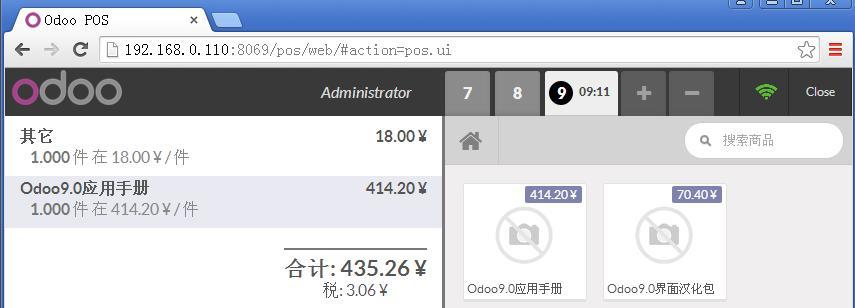 Odoo POS
192.168.0.110:8069/pos/web/#action=pos.ui
odoo Administrator 7 8 9 09:11 + − Close
其它 18.00 ¥
1.000 件 在 18.00 ¥ / 件
Odoo9.0应用手册 414.20 ¥
1.000 件 在 414.20 ¥ / 件
合计: 435.26 ¥
税: 3.06 ¥
搜索商品
414.20 ¥ 70.40 ¥
Odoo9.0应用手册 Odoo9.0界面汉化包